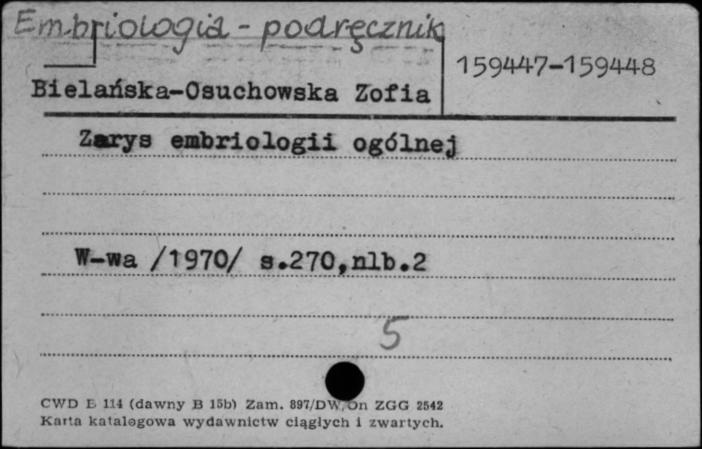 Embriologia - podręcznik
159447-159448
Bielańska-Osuchowska Zofia
Zarys embriologii ogólnej
W-wa /1970/ s.270,nlb.2
5
CWD B 114 (dawny B 15b) Zam. 897/DW/On ZGG 2542
Karta katalogowa wydawnictw ciągłych i zwartych.